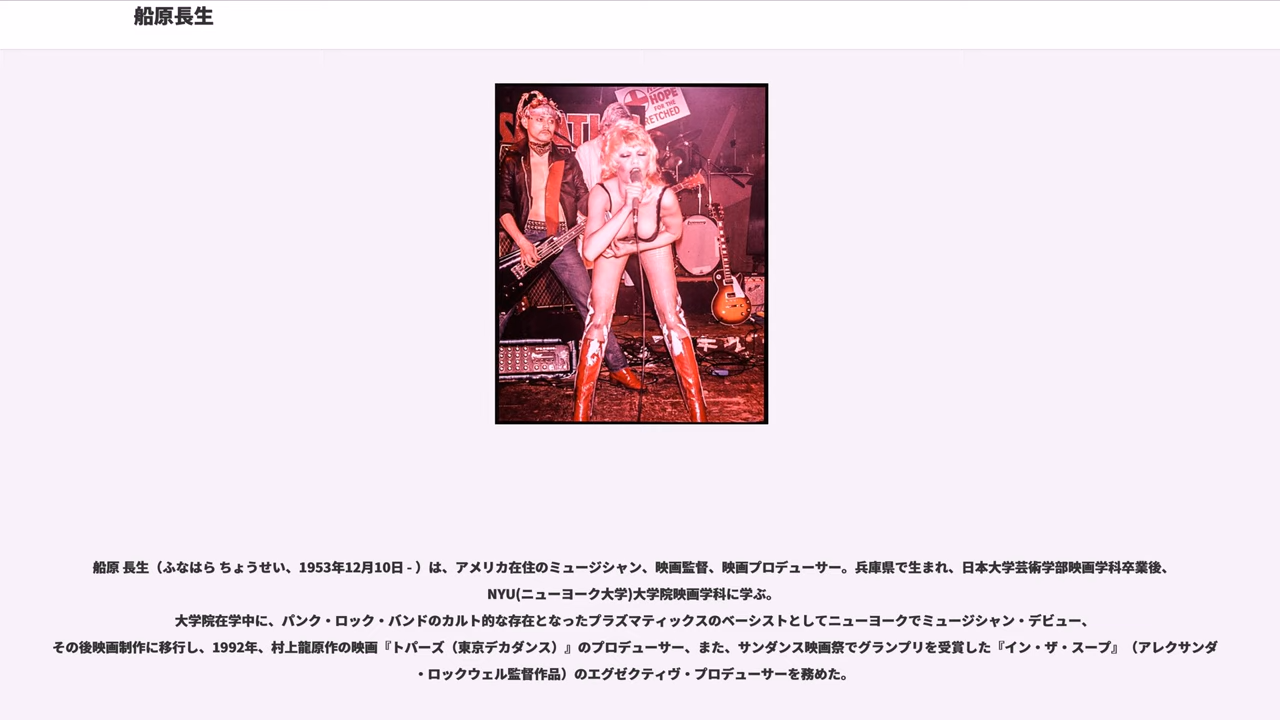 船原長生
HOPE
FOR THE
船原 長生（ふなはら ちょうせい、1953年12月10日 - ）は、アメリカ在住のミュージシャン、映画監督、映画プロデューサー。兵庫県で生まれ、日本大学芸術学部映画学科卒業後、
NYU(ニューヨーク大学)大学院映画学科に学ぶ。
大学院在学中に、パンク・ロック・バンドのカルト的な存在となったプラズマティックスのベーシストとしてニューヨークでミュージシャン・デビュー、
その後映画制作に移行し、1992年、村上龍原作の映画『トパーズ（東京デカダンス）』のプロデューサー、また、サンダンス映画祭でグランプリを受賞した『イン・ザ・スープ』（アレクサンダ
・ロックウェル監督作品）のエグゼクティヴ・プロデューサーを務めた。